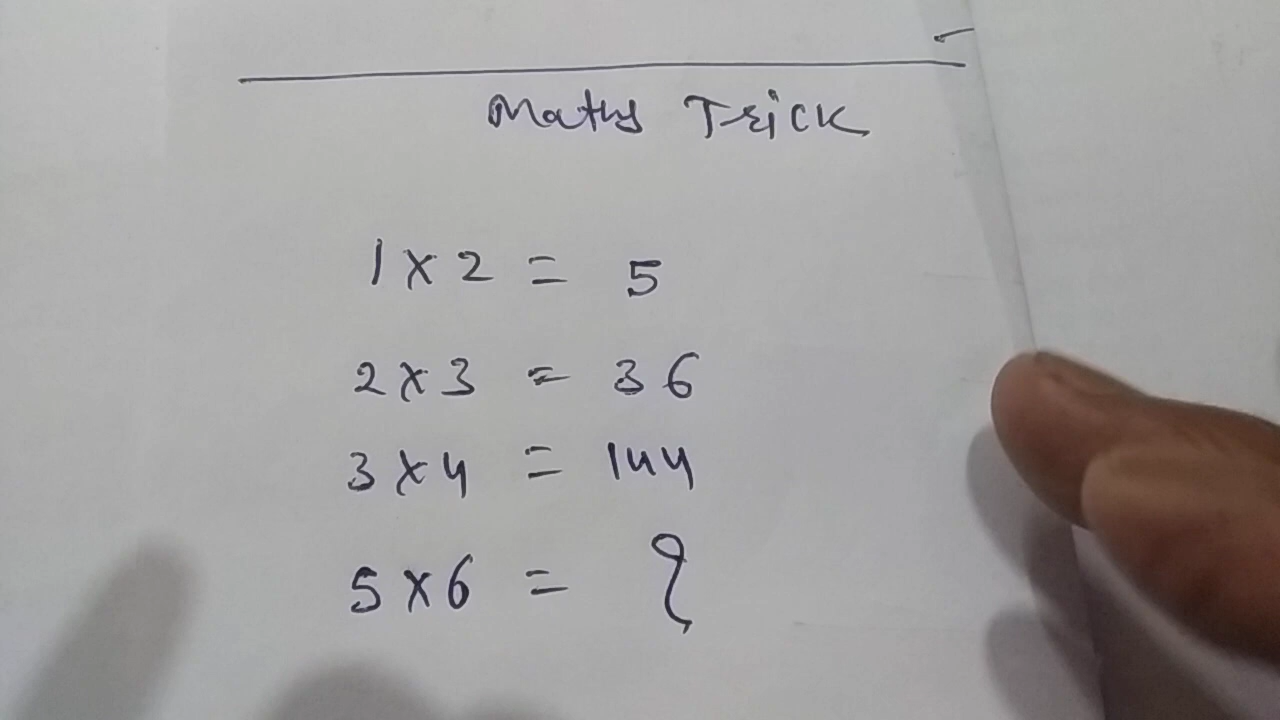 Maths Trick
1 x 2 = 5
2 x 3 = 36
3 x 4 = 144
5 x 6 = ?